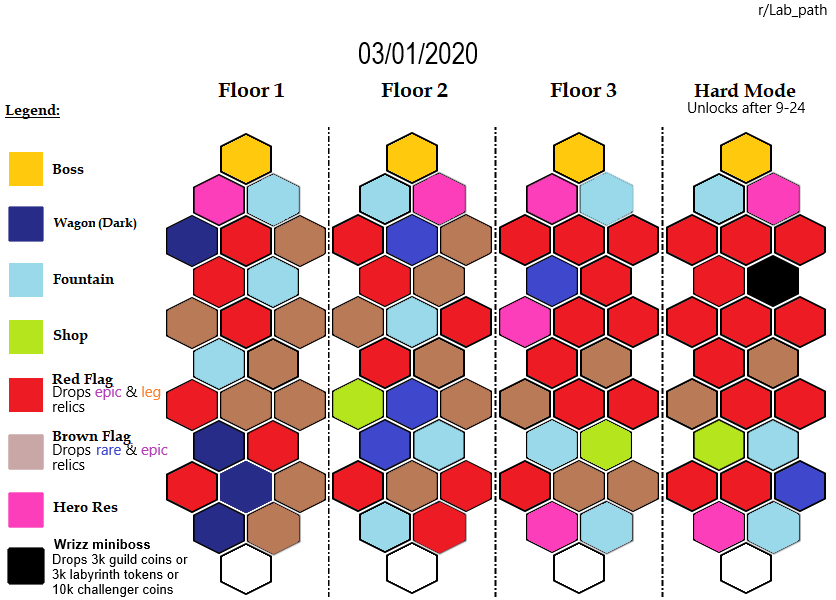 r/Lab_path
03/01/2020
Floor 1
Floor 2
Floor 3
Hard Mode
Unlocks after 9-24
Legend:
Boss
Wagon (Dark)
Fountain
Shop
Red Flag
Drops epic & leg
relics
Brown Flag
Drops rare & epic
relics
Hero Res
Wrizz miniboss
Drops 3k guild coins or
3k labyrinth tokens or
10k challenger coins